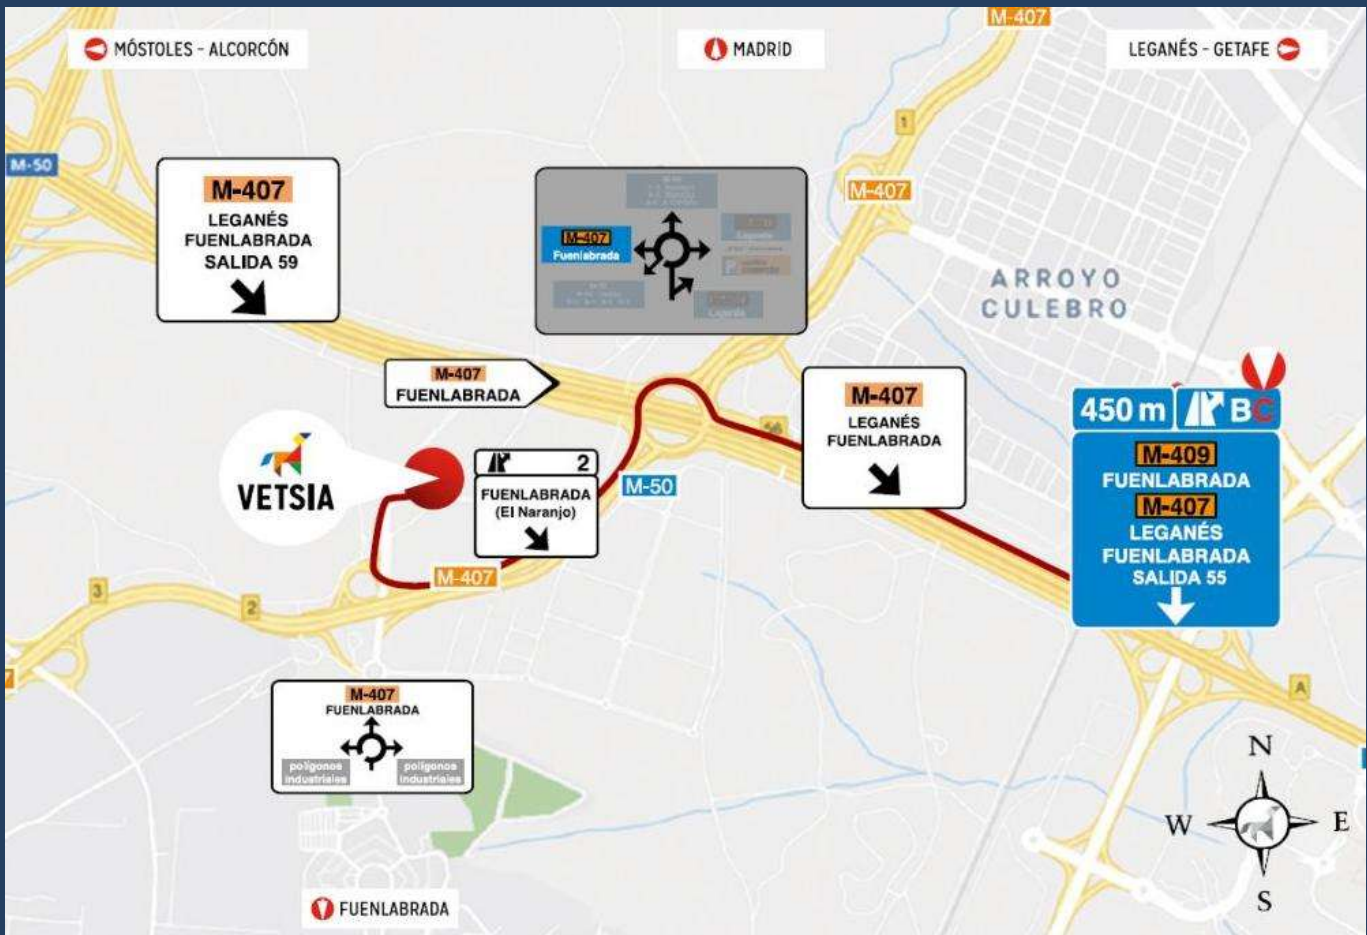 M-407
MÓSTOLES - ALCORCÓN
MADRID
LEGANÉS - GETAFE
1
M-50
M-407
M-407
LEGANÉS
FUENLABRADA
SALIDA 59
M-407
Fuenlabrada
ARROYO
CULEBRO
M-407
FUENLABRADA
M-407
LEGANÉS
FUENLABRADA
450 m
BC
M-409
FUENLABRADA
M-407
LEGANÉS
FUENLABRADA
SALIDA 55
VETSIA
2
FUENLABRADA
(El Naranjo)
M-50
M-407
3
2
A
M-407
FUENLABRADA
polígonos
industriales
polígonos
industriales
N
W
E
S
FUENLABRADA